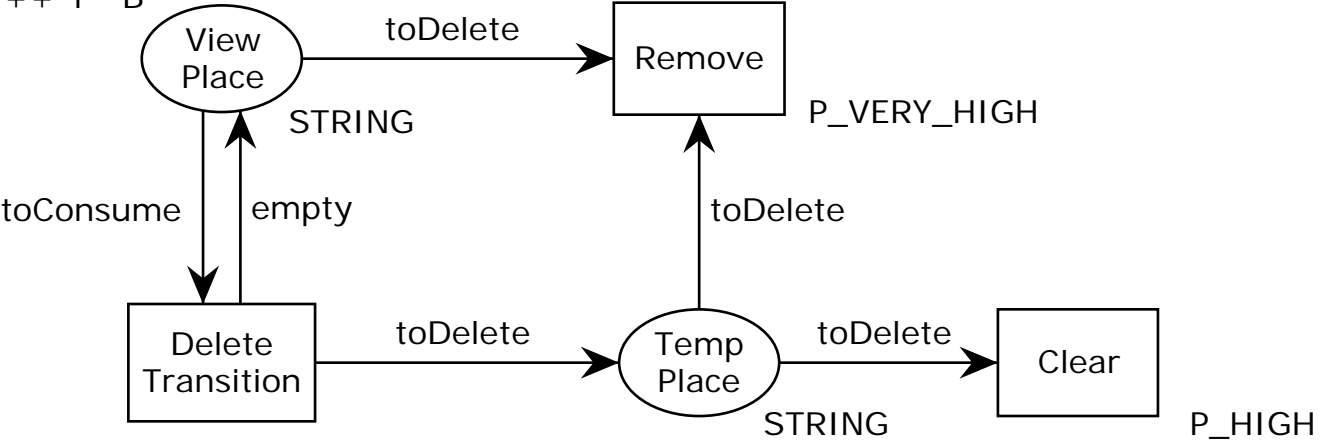 View
Place
toDelete
Remove
STRING
P_VERY_HIGH
toConsume
empty
toDelete
Delete
Transition
toDelete
Temp
Place
toDelete
Clear
STRING
P_HIGH